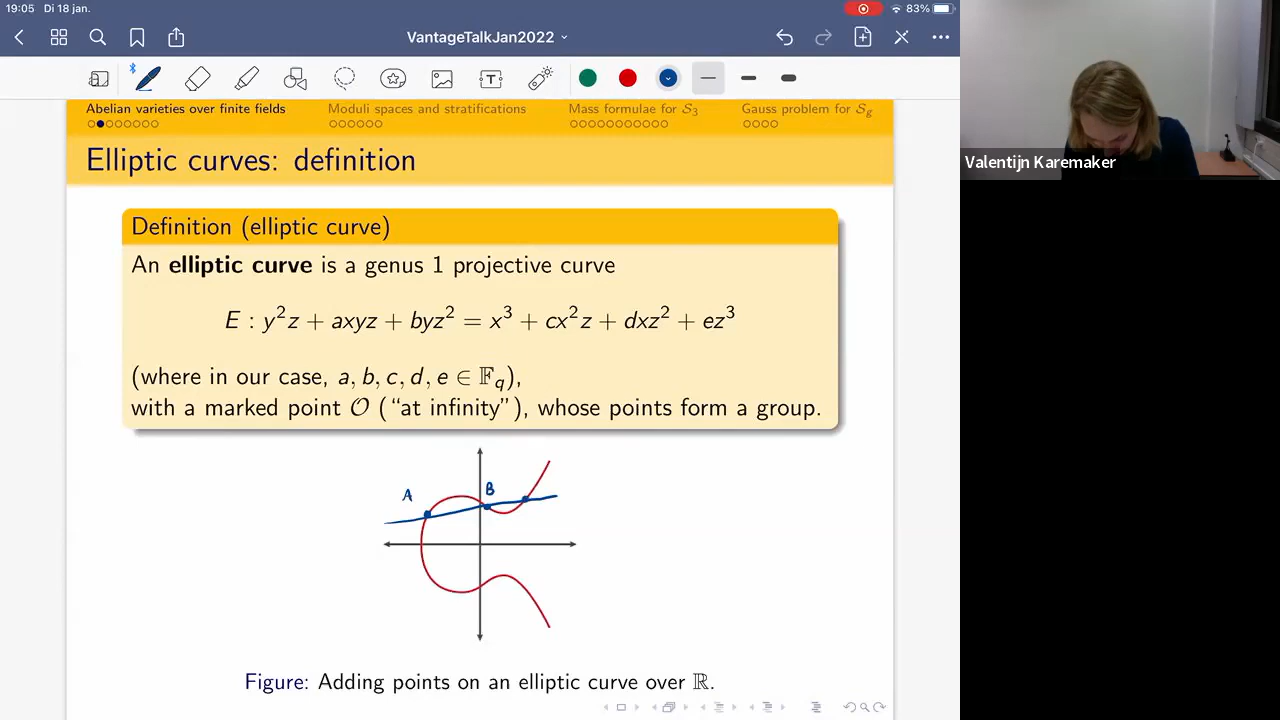 19:05 Di 18 jan.
83%
VantageTalkJan2022
Abelian varieties over finite fields
Moduli spaces and stratifications
Mass formulae for 𝒮₃
Gauss problem for 𝒮_g
Elliptic curves: definition
Definition (elliptic curve)
An elliptic curve is a genus 1 projective curve
E : y²z + axyz + byz² = x³ + cx²z + dxz² + ez³
(where in our case, a, b, c, d, e ∈ 𝔽_q),
with a marked point 𝒪 (“at infinity”), whose points form a group.
A
B
Figure: Adding points on an elliptic curve over ℝ.
Valentijn Karemaker